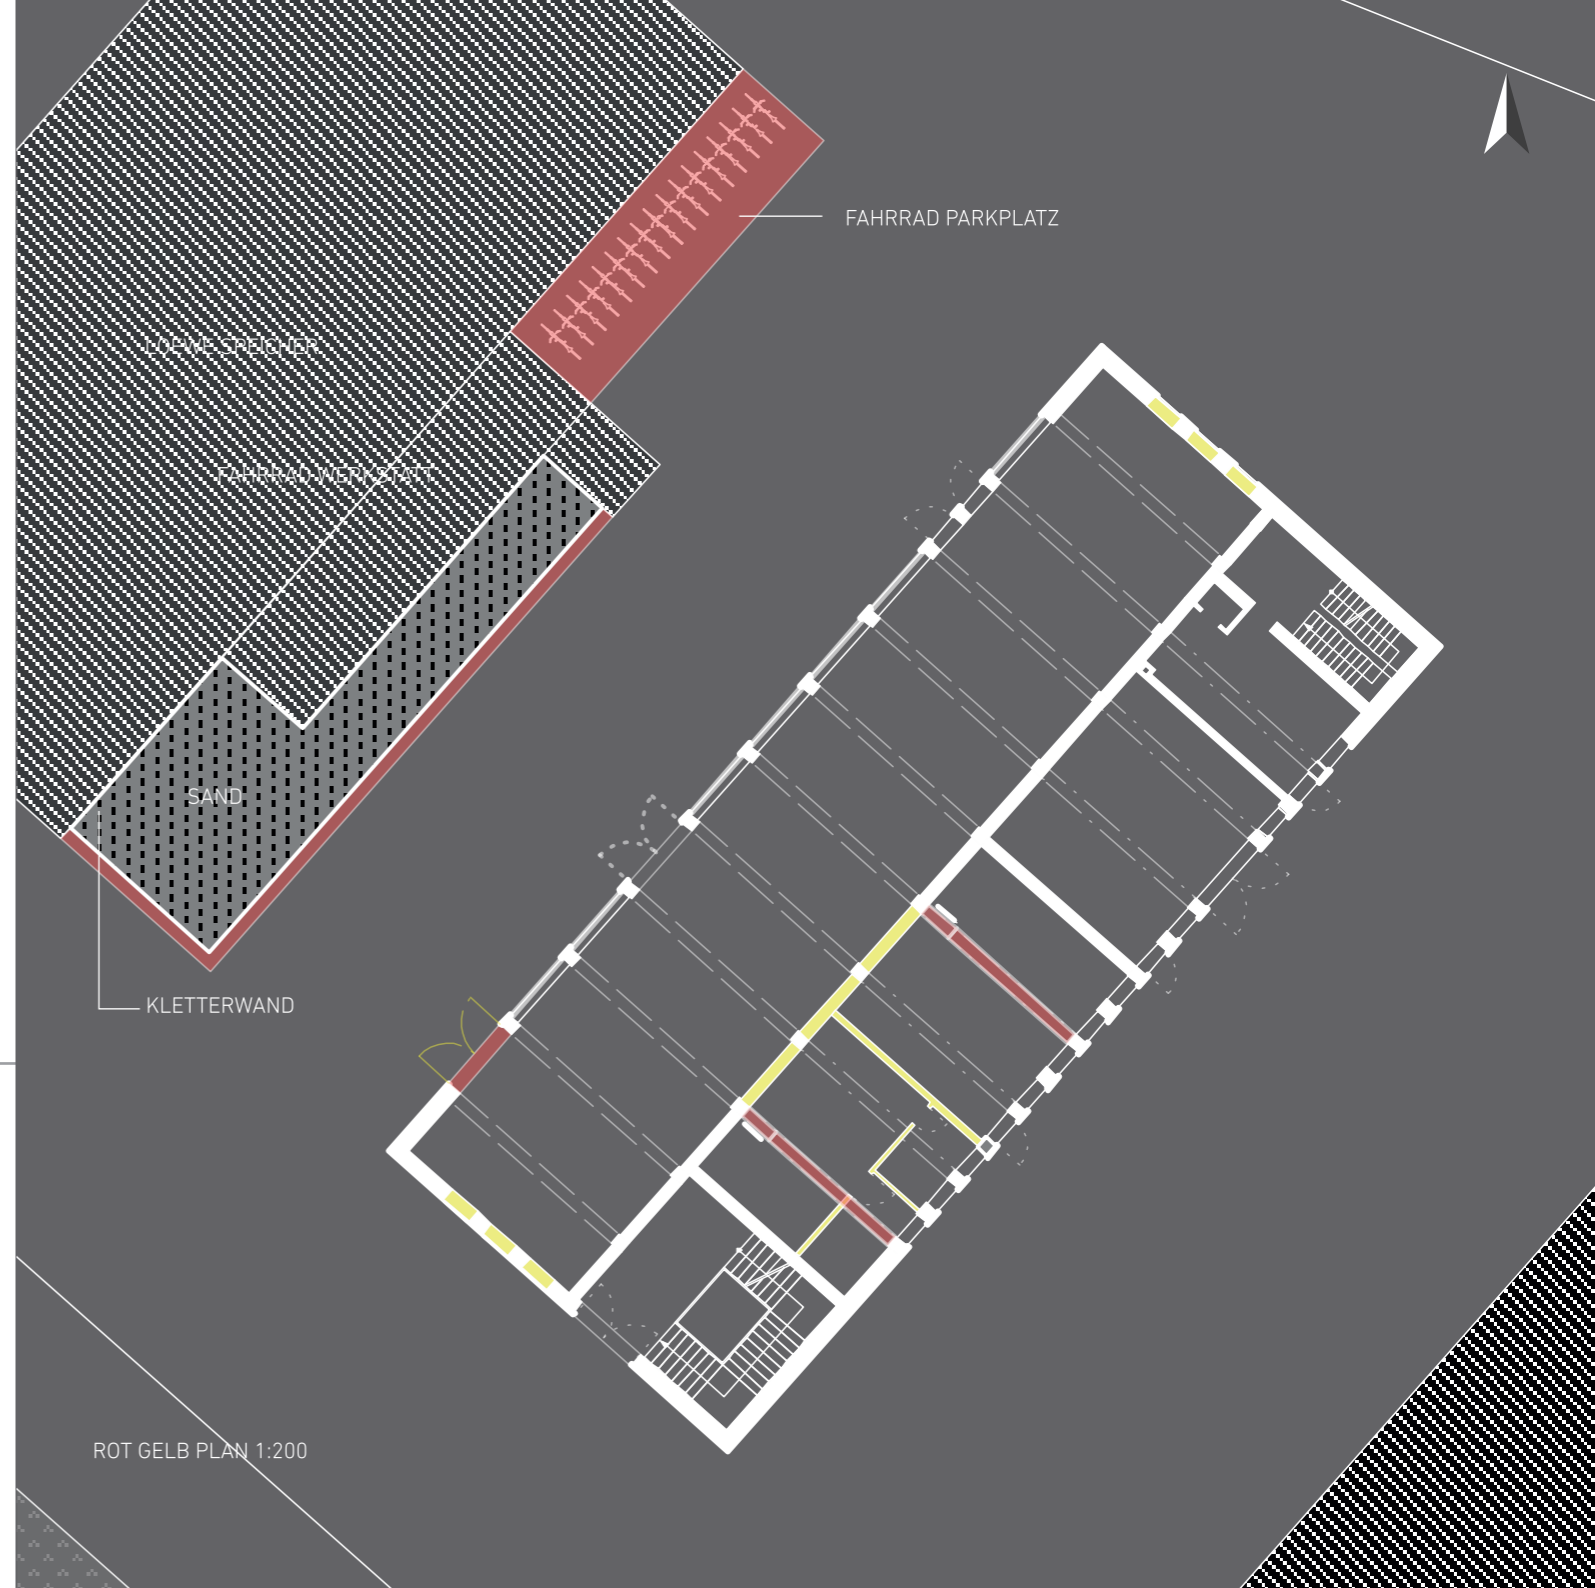 FAHRRAD PARKPLATZ
LOEWE SPEICHER
FAHRRAD WERKSTATT
SAND
KLETTERWAND
ROT GELB PLAN 1:200